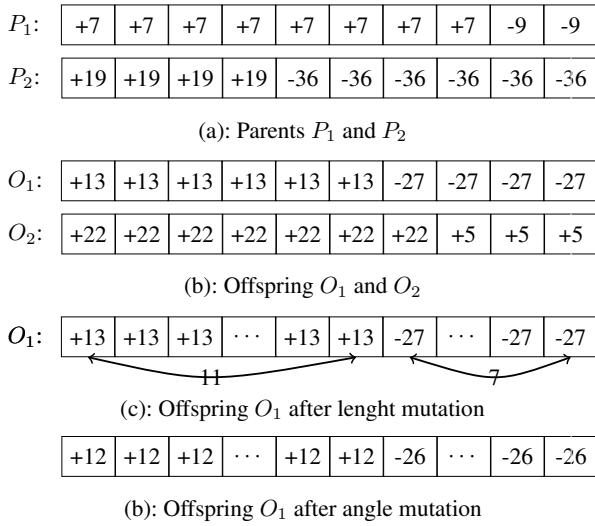 P1: +7 +7 +7 +7 +7 +7 +7 +7 -9 -9
P2: +19 +19 +19 +19 -36 -36 -36 -36 -36 -36
(a): Parents P1 and P2
O1: +13 +13 +13 +13 +13 +13 -27 -27 -27 -27
O2: +22 +22 +22 +22 +22 +22 +22 +5 +5 +5
(b): Offspring O1 and O2
O1: +13 +13 +13 ··· +13 +13 -27 ··· -27 -27
11 7
(c): Offspring O1 after lenght mutation
+12 +12 +12 ··· +12 +12 -26 ··· -26 -26
(b): Offspring O1 after angle mutation